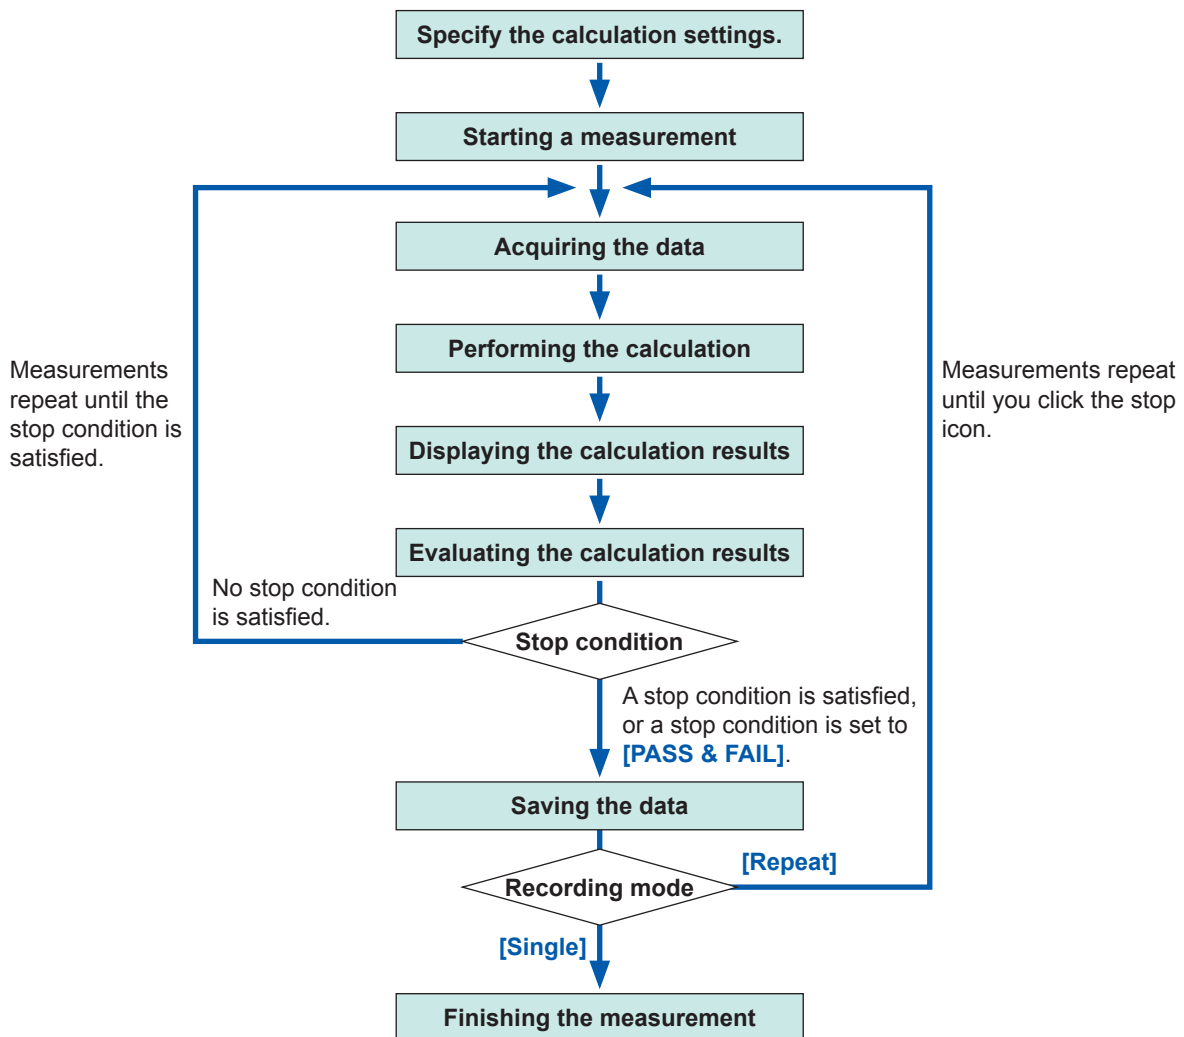 Specify the calculation settings.
Starting a measurement
Acquiring the data
Performing the calculation
Measurements
repeat until the
stop condition is
satisfied.
Measurements repeat
until you click the stop
icon.
Displaying the calculation results
Evaluating the calculation results
No stop condition
is satisfied.
Stop condition
A stop condition is satisfied,
or a stop condition is set to
[PASS & FAIL].
Saving the data
[Repeat]
Recording mode
[Single]
Finishing the measurement